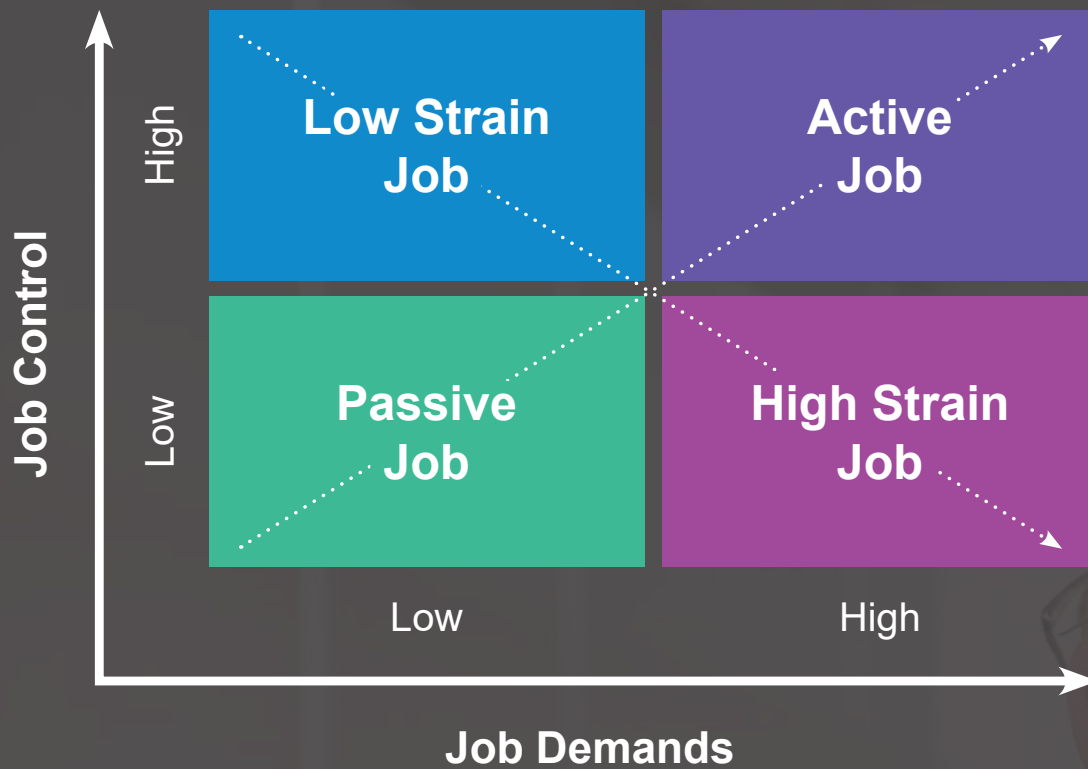 Job Control
High
Low
Low Strain
Job
Active
Job
Passive
Job
High Strain
Job
Low
High
Job Demands